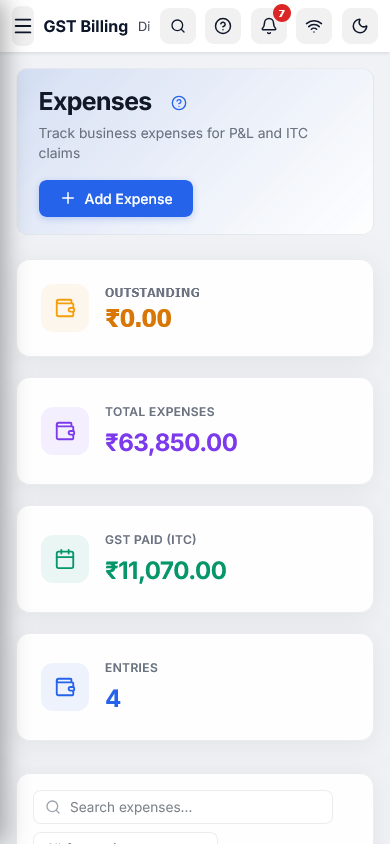 GST Billing Di
7
Expenses
Track business expenses for P&L and ITC
claims
Add Expense
OUTSTANDING
₹0.00
TOTAL EXPENSES
₹63,850.00
GST PAID (ITC)
₹11,070.00
ENTRIES
4
Search expenses...